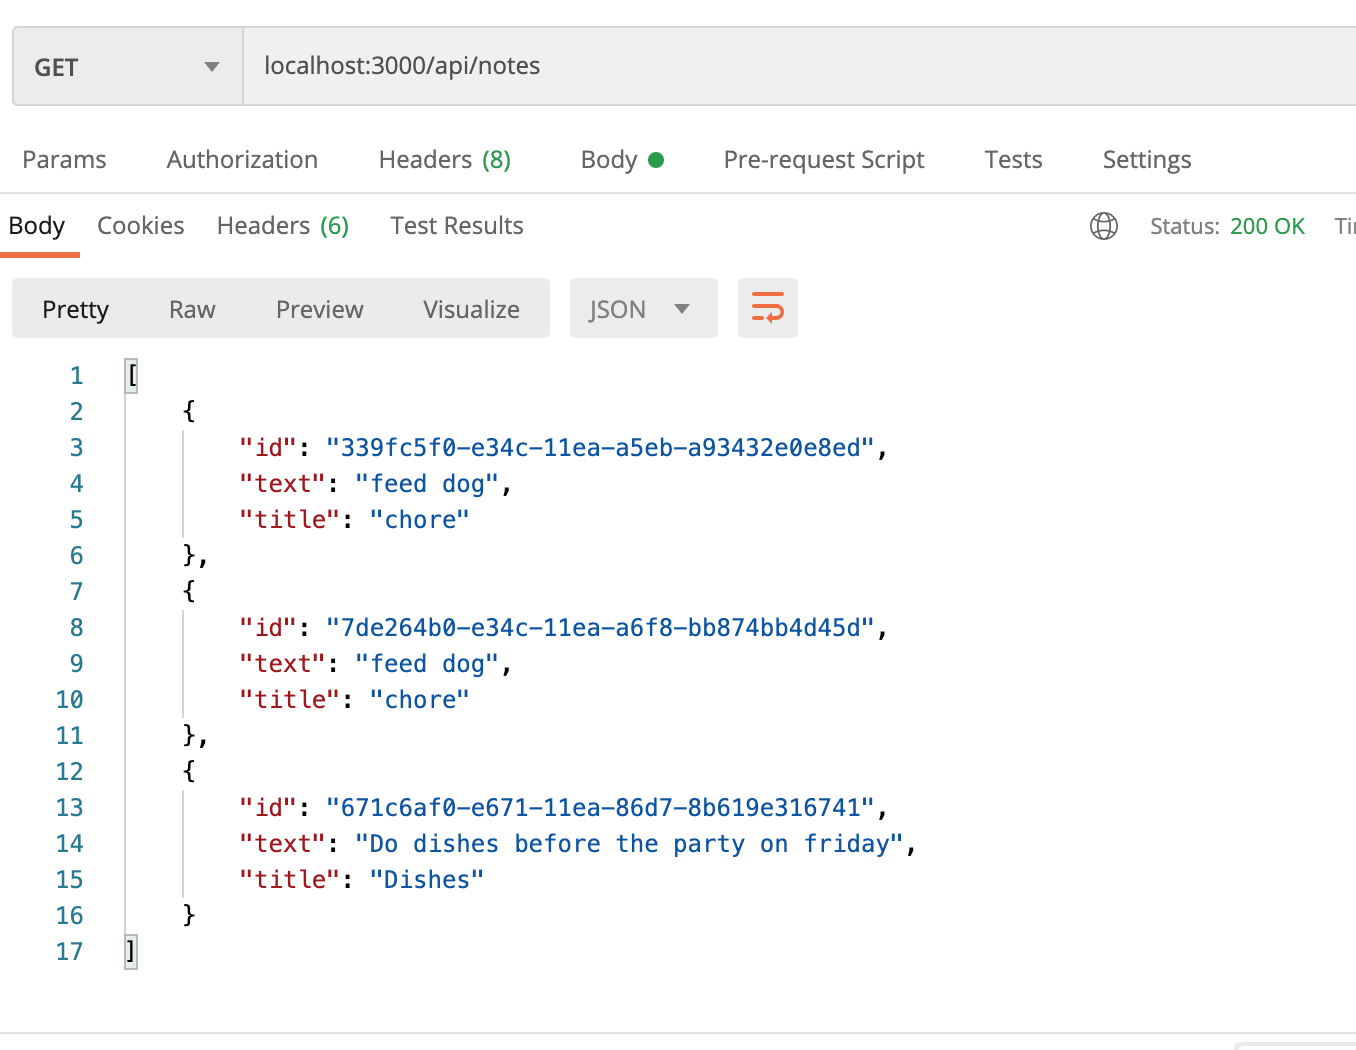 GET localhost:3000/api/notes
Params Authorization Headers (8) Body Pre-request Script Tests Settings
Body Cookies Headers (6) Test Results Status: 200 OK
Pretty Raw Preview Visualize JSON
1 [
2 {
3 "id": "339fc5f0-e34c-11ea-a5eb-a93432e0e8ed",
4 "text": "feed dog",
5 "title": "chore"
6 },
7 {
8 "id": "7de264b0-e34c-11ea-a6f8-bb874bb4d45d",
9 "text": "feed dog",
10 "title": "chore"
11 },
12 {
13 "id": "671c6af0-e671-11ea-86d7-8b619e316741",
14 "text": "Do dishes before the party on friday",
15 "title": "Dishes"
16 }
17 ]